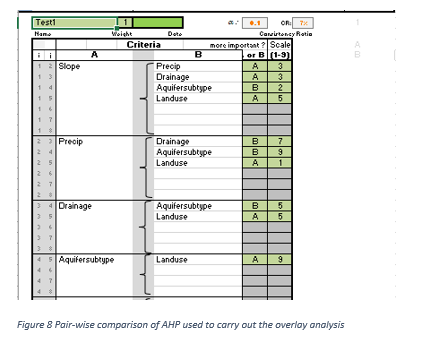 Test1 1 α: 0.1 CR: 7% 1
Name Weight Date Consistency Ratio
Criteria more important ? Scale A
i j A B - or B (1-9) B
1 2 Slope Precip A 3
1 3 Drainage A 3
1 4 Aquifersubtype B 2
1 5 Landuse A 5
1 6
1 7
1 8
2 3 Precip Drainage B 7
2 4 Aquifersubtype B 9
2 5 Landuse A 1
2 6
2 7
2 8
3 4 Drainage Aquifersubtype B 5
3 5 Landuse A 5
3 6
3 7
3 8
4 5 Aquifersubtype Landuse A 9
4 6
4 7
4 8
Figure 8 Pair-wise comparison of AHP used to carry out the overlay analysis